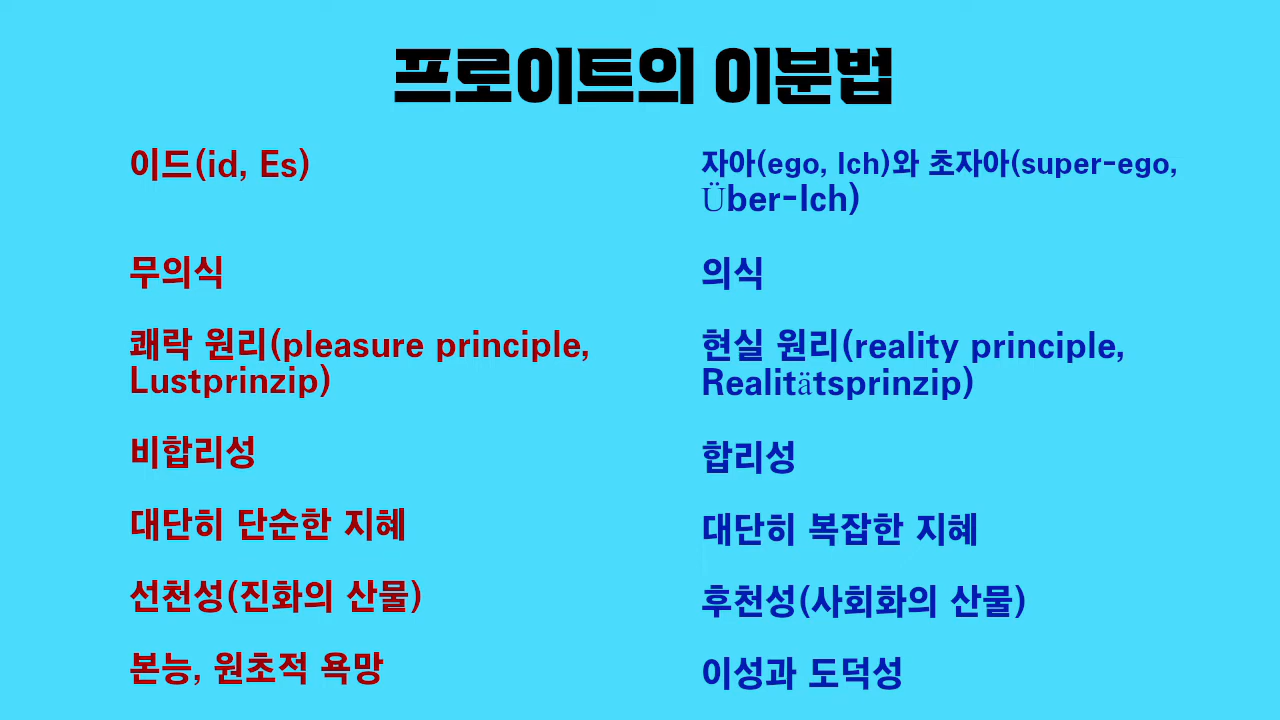 프로이트의 이분법
이드(id, Es)
무의식
쾌락 원리(pleasure principle,
Lustprinzip)
비합리성
대단히 단순한 지혜
선천성(진화의 산물)
본능, 원초적 욕망
자아(ego, Ich)와 초자아(super-ego,
Über-Ich)
의식
현실 원리(reality principle,
Realitätsprinzip)
합리성
대단히 복잡한 지혜
후천성(사회화의 산물)
이성과 도덕성